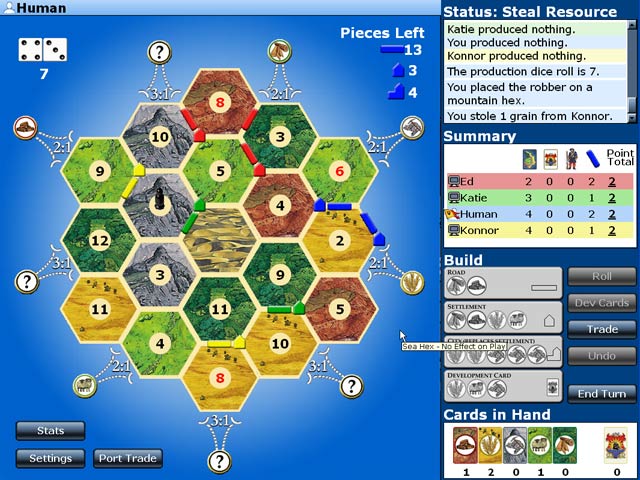 Human
Status: Steal Resource
Katie produced nothing.
You produced nothing.
Konnor produced nothing.
The production dice roll is 7.
You placed the robber on a
mountain hex.
You stole 1 grain from Konnor.
Pieces Left
13
3
4
7
?
3:1
2:1
8
10
3
2:1
2:1
9
5
6
4
12
2
?
3:1
3
9
2:1
11
11
5
4
10
2:1
8
3:1
?
3:1
?
Summary
Point
Total
Ed 2 0 0 2 2
Katie 3 0 0 1 2
Human 4 0 0 2 2
Konnor 4 0 0 1 2
Build
Road
Settlement
City (replaces settlement)
Development Card
Roll
Dev Cards
Trade
Undo
End Turn
Sea Hex - No Effect on Play
Cards in Hand
1 2 0 1 0 0
Stats
Settings
Port Trade